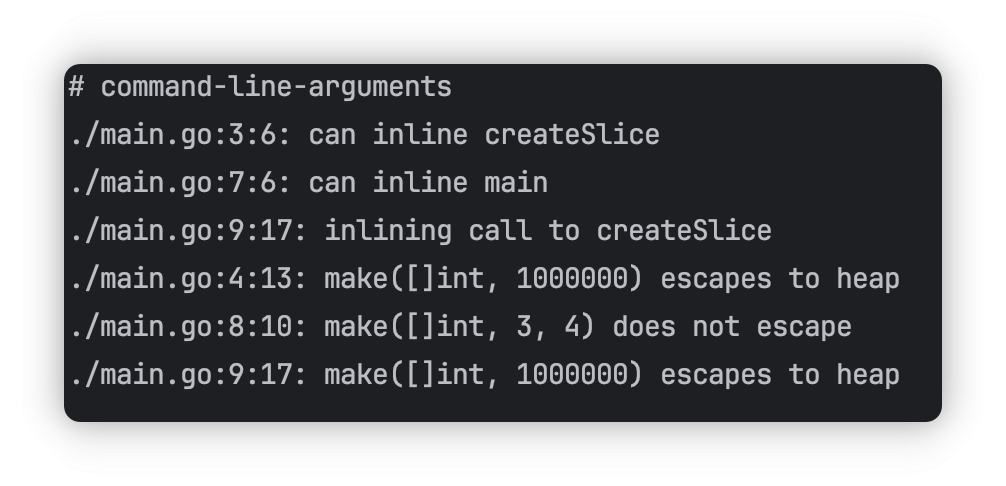 # command-line-arguments
./main.go:3:6: can inline createSlice
./main.go:7:6: can inline main
./main.go:9:17: inlining call to createSlice
./main.go:4:13: make([]int, 1000000) escapes to heap
./main.go:8:10: make([]int, 3, 4) does not escape
./main.go:9:17: make([]int, 1000000) escapes to heap